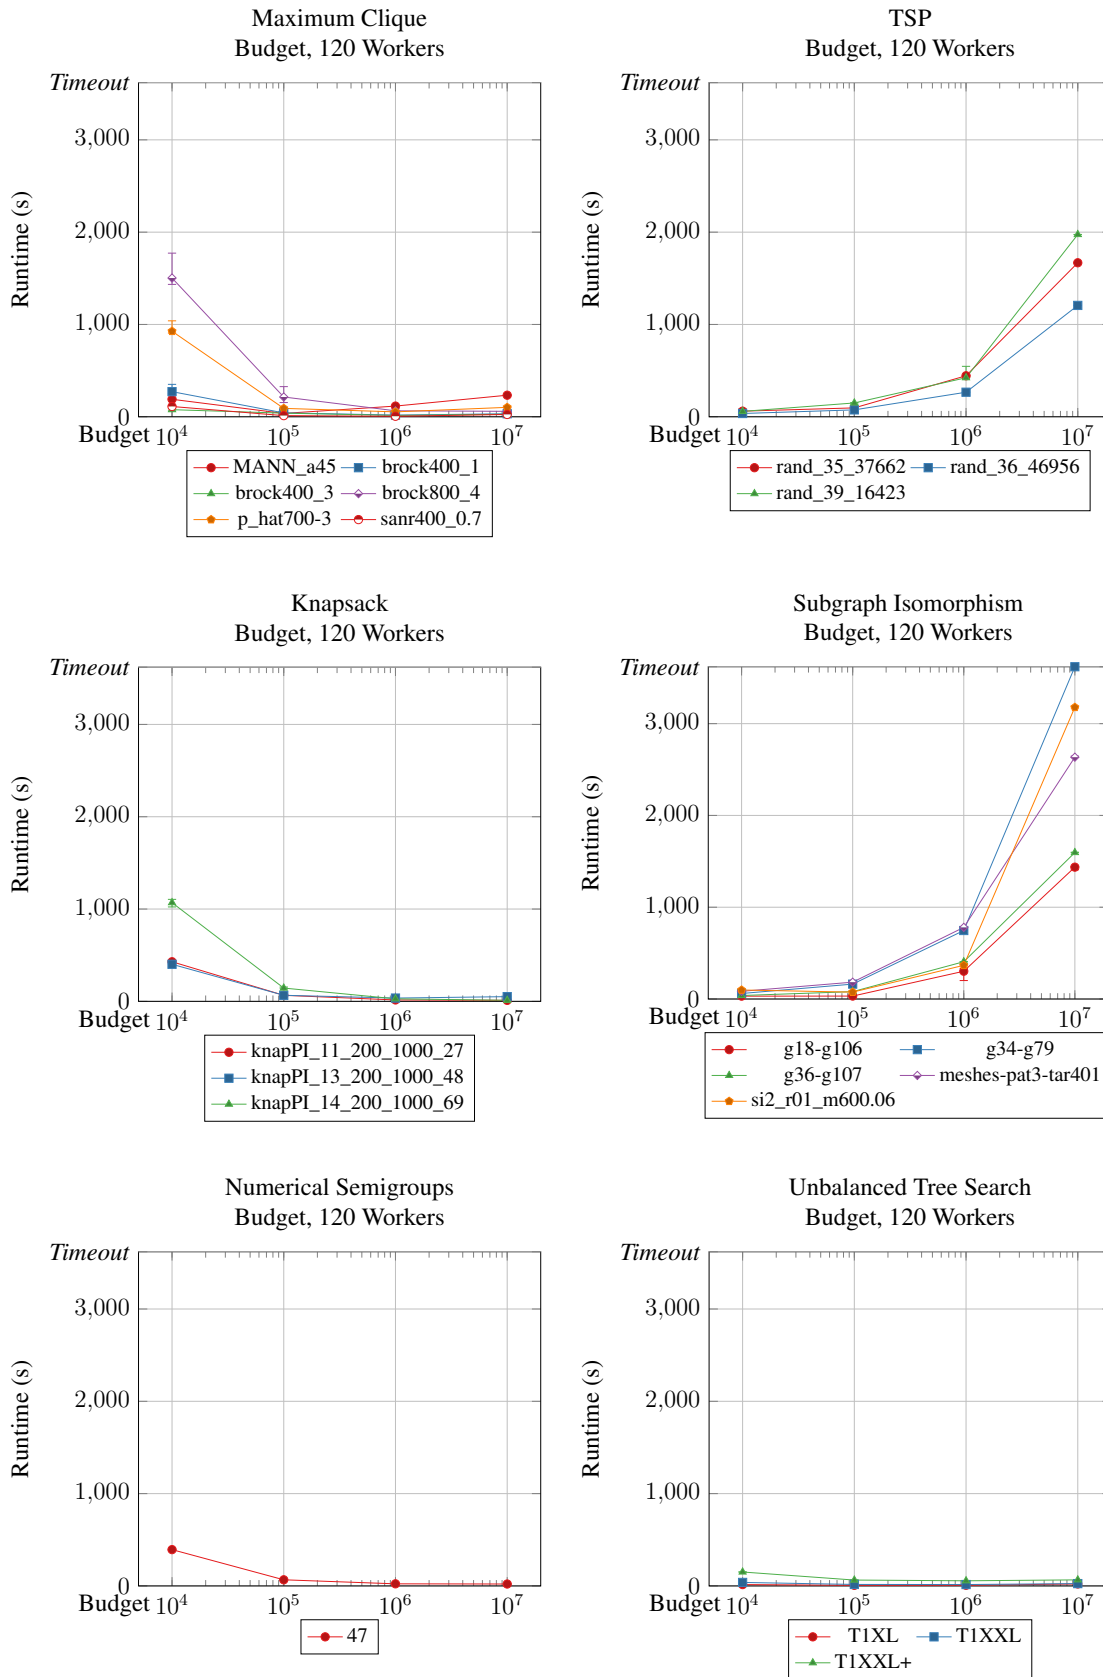 Maximum Clique
Budget, 120 Workers
Timeout
3,000
2,000
1,000
0
Runtime (s)
Budget 10^4 10^5 10^6 10^7
MANN_a45 brock400_1
brock400_3 brock800_4
p_hat700-3 sanr400_0.7
TSP
Budget, 120 Workers
Timeout
3,000
2,000
1,000
0
Runtime (s)
Budget 10^4 10^5 10^6 10^7
rand_35_37662 rand_36_46956
rand_39_16423
Knapsack
Budget, 120 Workers
Timeout
3,000
2,000
1,000
0
Runtime (s)
Budget 10^4 10^5 10^6 10^7
knapPI_11_200_1000_27
knapPI_13_200_1000_48
knapPI_14_200_1000_69
Subgraph Isomorphism
Budget, 120 Workers
Timeout
3,000
2,000
1,000
0
Runtime (s)
Budget 10^4 10^5 10^6 10^7
g18-g106 g34-g79
g36-g107 meshes-pat3-tar401
si2_r01_m600.06
Numerical Semigroups
Budget, 120 Workers
Timeout
3,000
2,000
1,000
0
Runtime (s)
Budget 10^4 10^5 10^6 10^7
47
Unbalanced Tree Search
Budget, 120 Workers
Timeout
3,000
2,000
1,000
0
Runtime (s)
Budget 10^4 10^5 10^6 10^7
T1XL T1XXL
T1XXL+